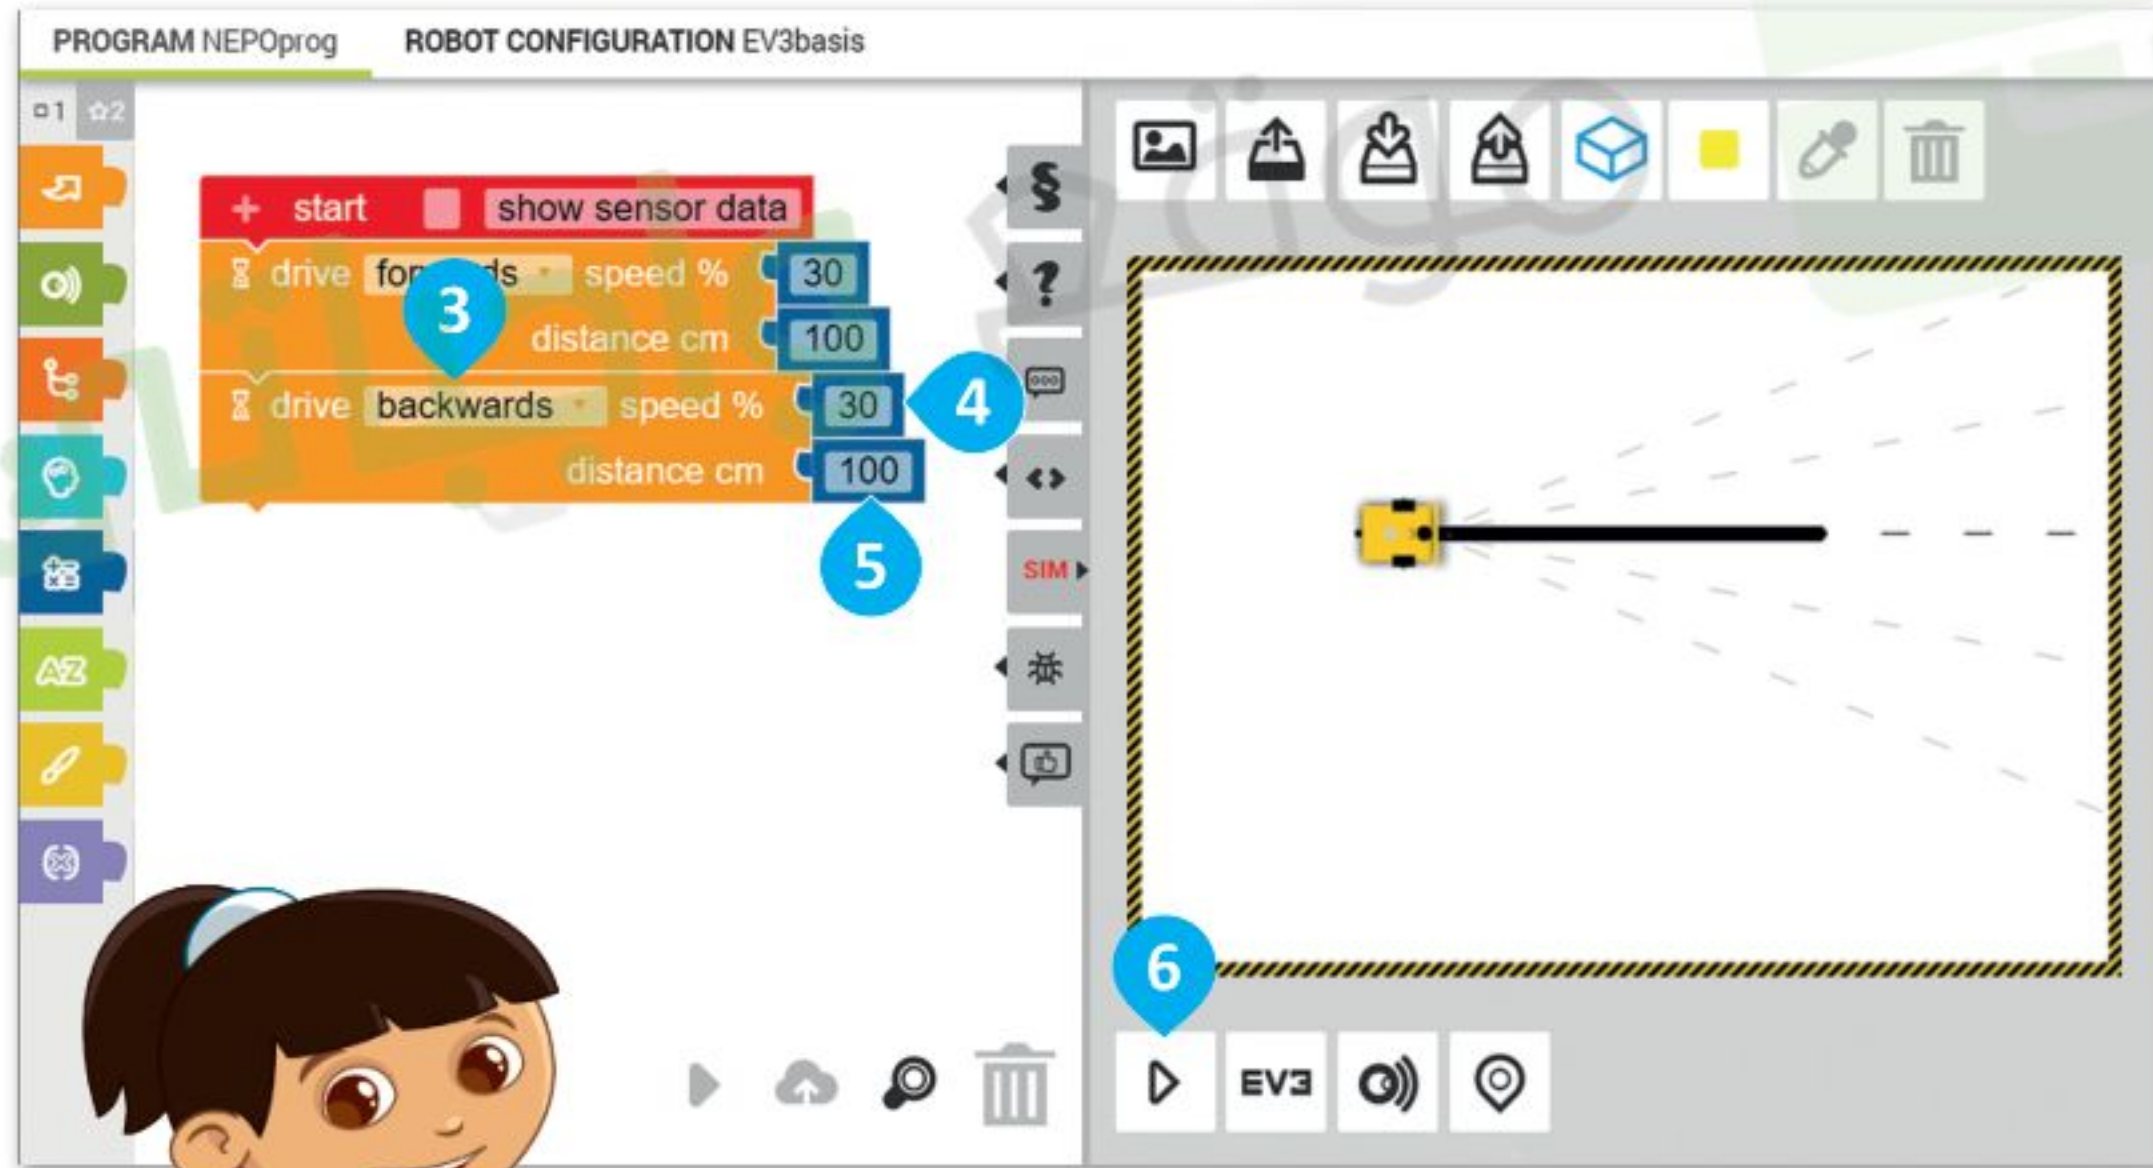 PROGRAM NEPOprog ROBOT CONFIGURATION EV3basis
1 2
+ start show sensor data
drive speed % 30
3
distance cm 100
drive backwards speed % 30
4
distance cm 100
5
SIM
AZ
6
EV3